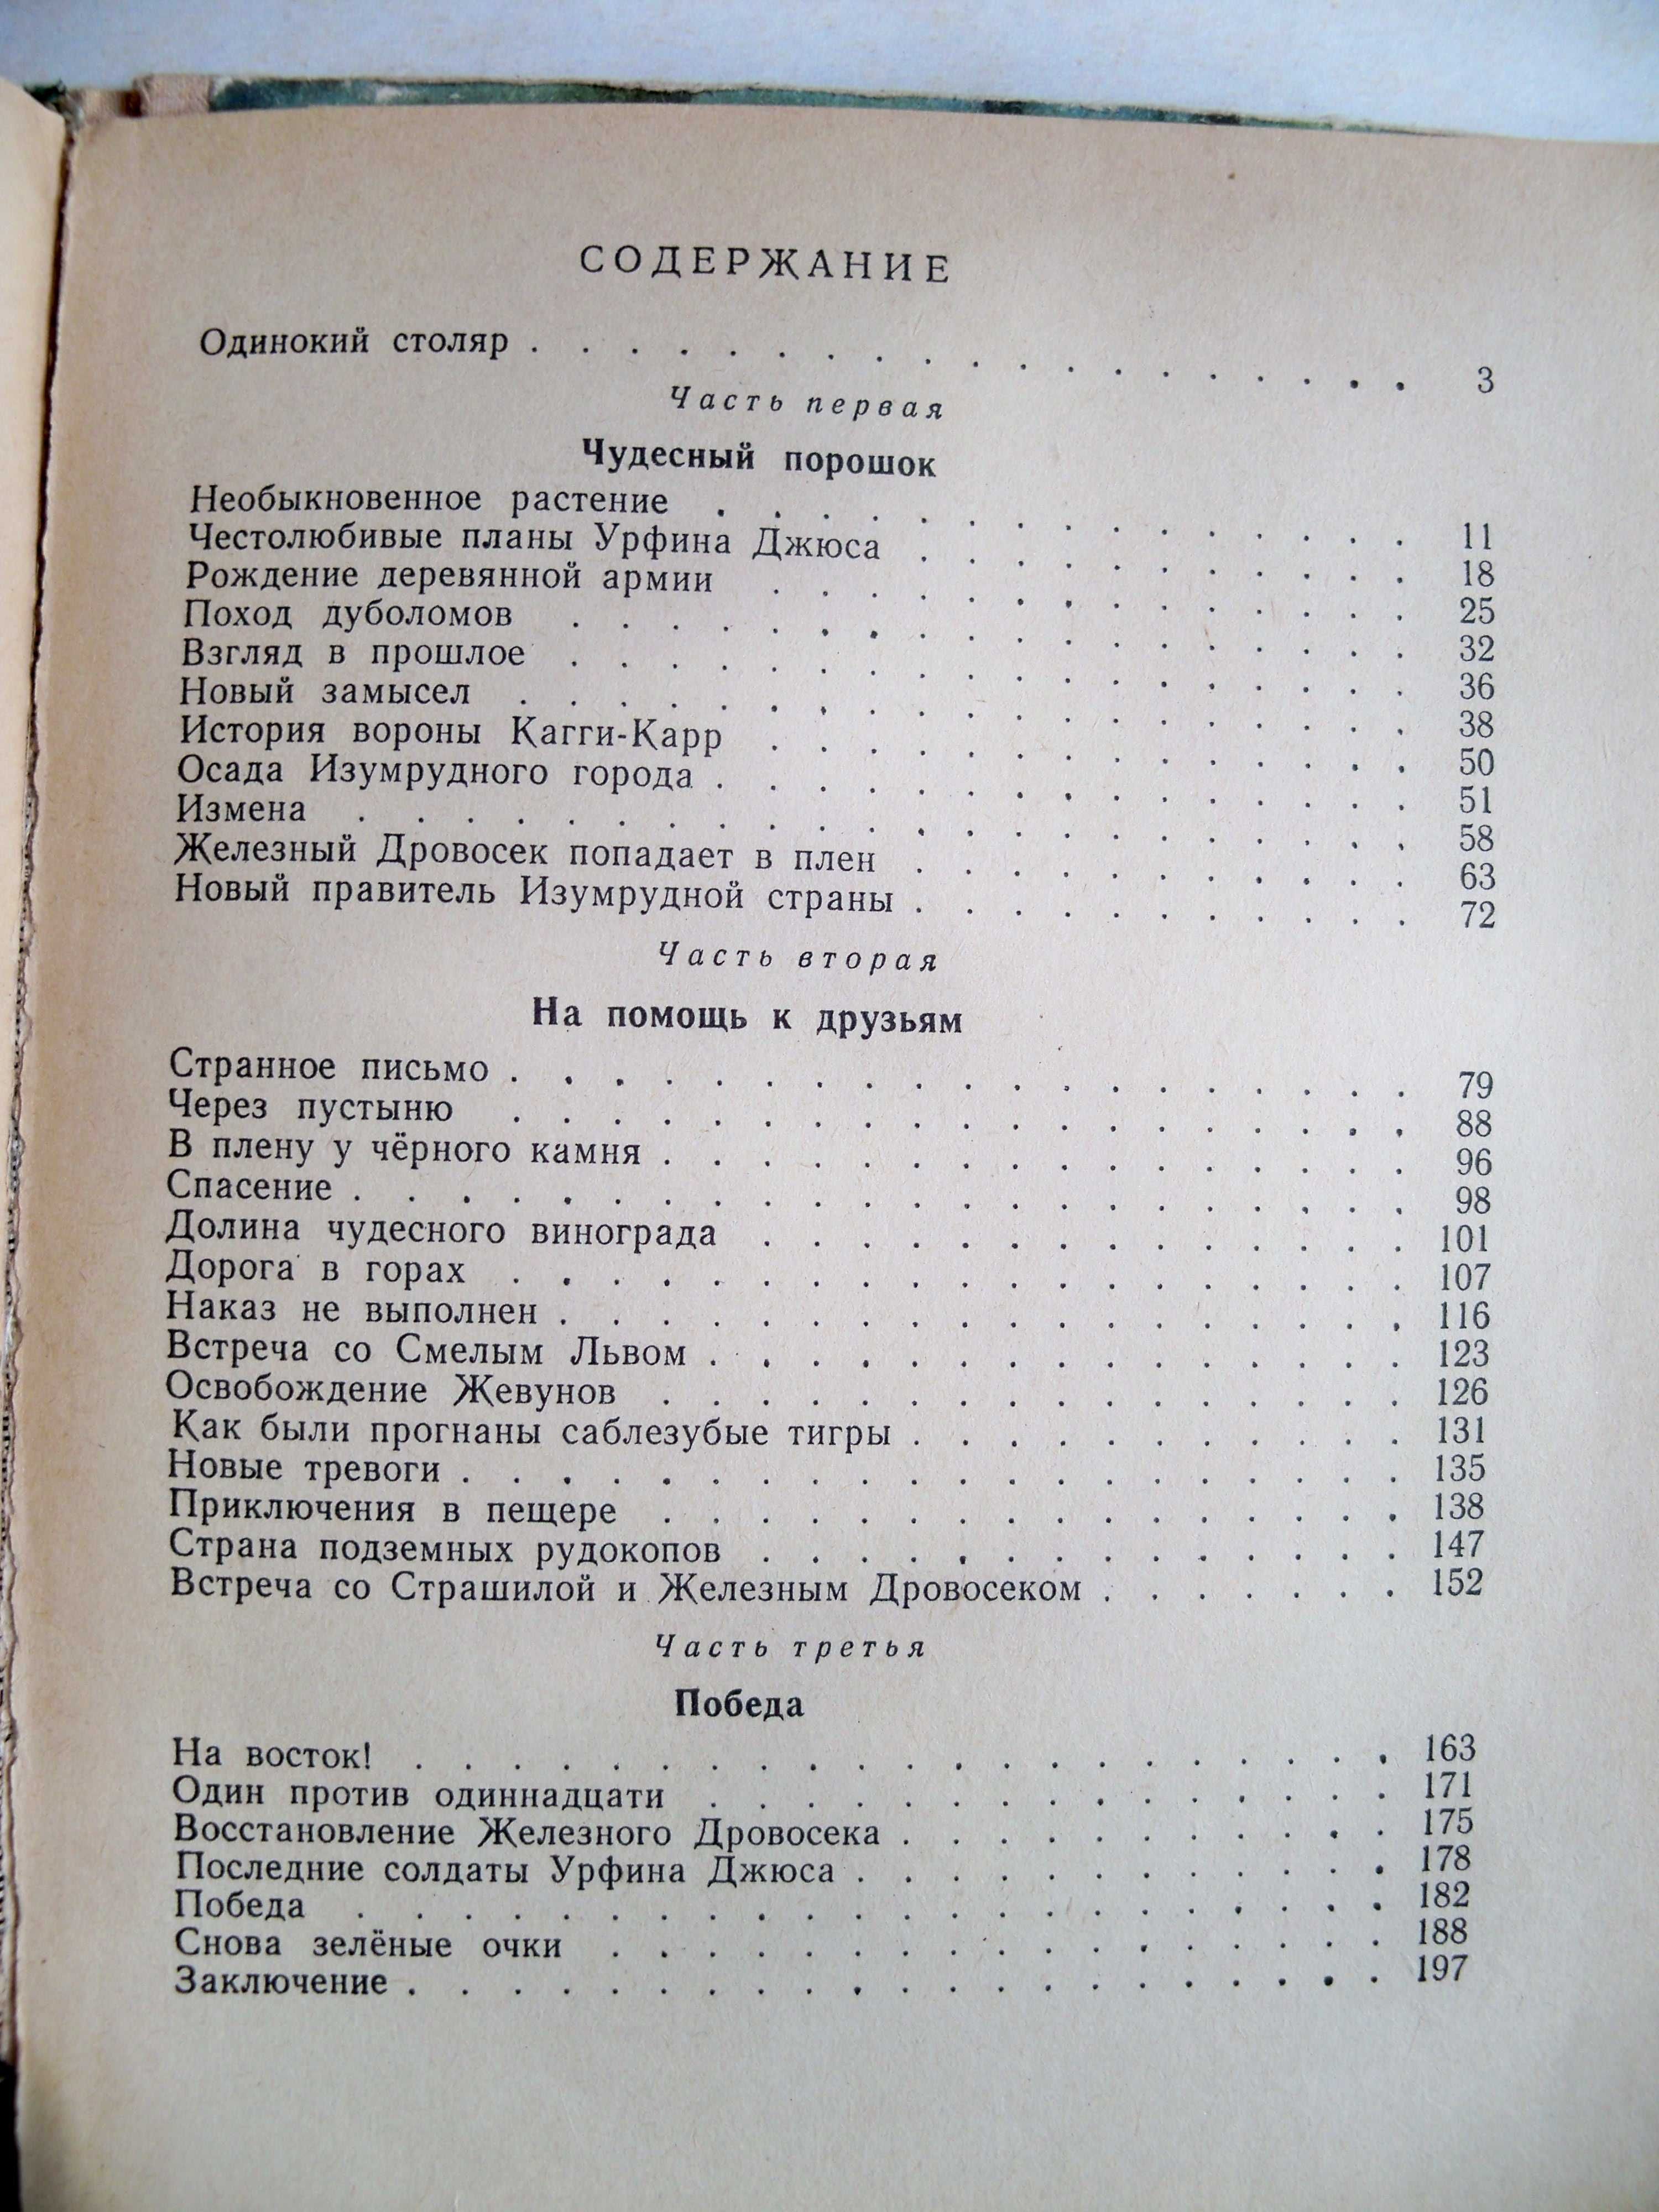 СОДЕРЖАНИЕ
Одинокий столяр . . . . . . . . . . . . . . . . . . . 3
Часть первая
Чудесный порошок
Необыкновенное растение . . . . . . . . . . . . . . . 11
Честолюбивые планы Урфина Джюса . . . . . . . . . . . 18
Рождение деревянной армии . . . . . . . . . . . . . . 25
Поход дуболомов . . . . . . . . . . . . . . . . . . 32
Взгляд в прошлое . . . . . . . . . . . . . . . . . . 36
Новый замысел . . . . . . . . . . . . . . . . . . . 38
История вороны Кагги-Карр . . . . . . . . . . . . . . 50
Осада Изумрудного города . . . . . . . . . . . . . . . 51
Измена . . . . . . . . . . . . . . . . . . . . . . 58
Железный Дровосек попадает в плен . . . . . . . . . . . 63
Новый правитель Изумрудной страны . . . . . . . . . . . 72
Часть вторая
На помощь к друзьям
Странное письмо . . . . . . . . . . . . . . . . . . . 79
Через пустыню . . . . . . . . . . . . . . . . . . . 88
В плену у чёрного камня . . . . . . . . . . . . . . . . 96
Спасение . . . . . . . . . . . . . . . . . . . . . . 98
Долина чудесного винограда . . . . . . . . . . . . . . 101
Дорога в горах . . . . . . . . . . . . . . . . . . . 107
Наказ не выполнен . . . . . . . . . . . . . . . . . . 116
Встреча со Смелым Львом . . . . . . . . . . . . . . . 123
Освобождение Жевунов . . . . . . . . . . . . . . . . 126
Как были прогнаны саблезубые тигры . . . . . . . . . . . 131
Новые тревоги . . . . . . . . . . . . . . . . . . . . 135
Приключения в пещере . . . . . . . . . . . . . . . . 138
Страна подземных рудокопов . . . . . . . . . . . . . . 147
Встреча со Страшилой и Железным Дровосеком . . . . . . . 152
Часть третья
Победа
На восток! . . . . . . . . . . . . . . . . . . . . . 163
Один против одиннадцати . . . . . . . . . . . . . . . 171
Восстановление Железного Дровосека . . . . . . . . . . . 175
Последние солдаты Урфина Джюса . . . . . . . . . . . . 178
Победа . . . . . . . . . . . . . . . . . . . . . . 182
Снова зелёные очки . . . . . . . . . . . . . . . . . 188
Заключение . . . . . . . . . . . . . . . . . . . . . 197